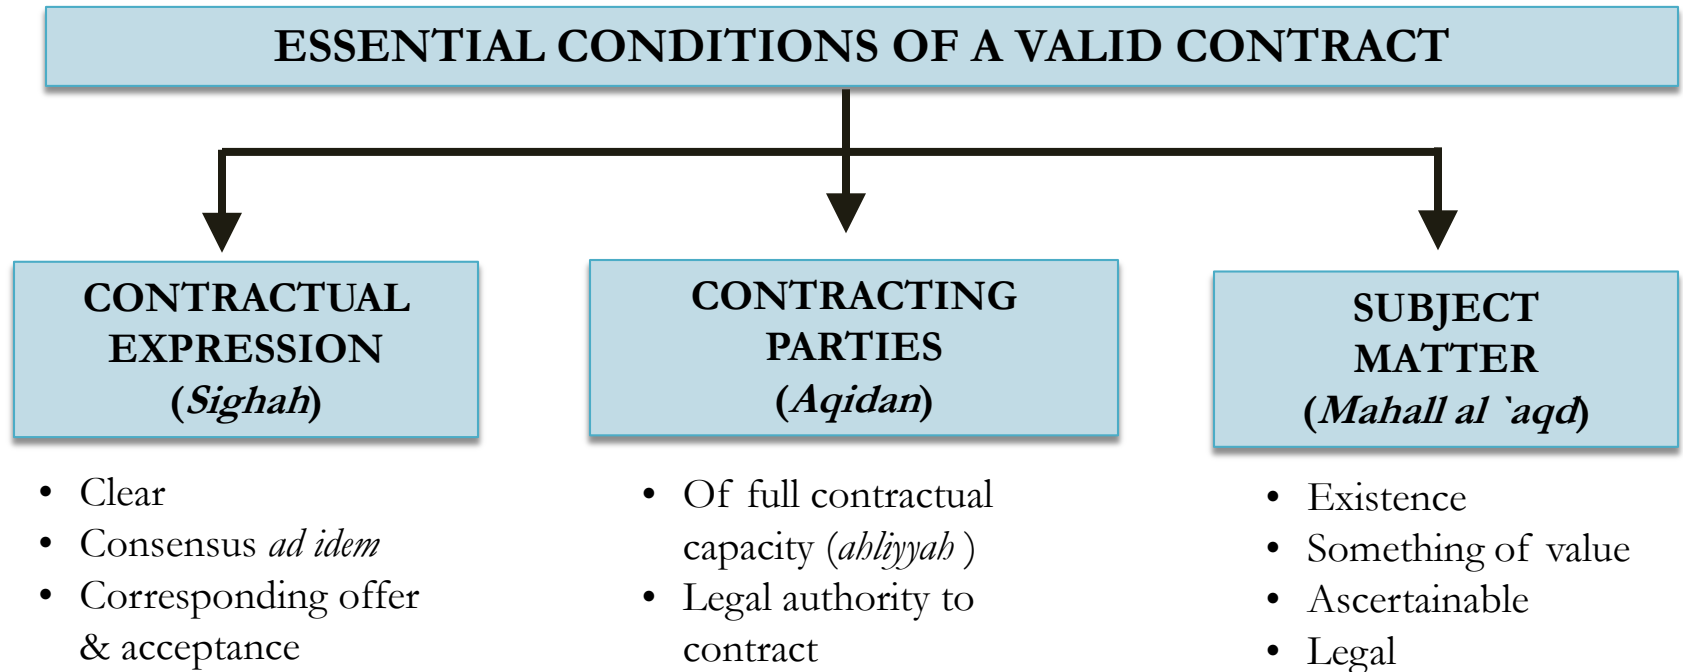 ESSENTIAL CONDITIONS OF A VALID CONTRACT
CONTRACTUAL
EXPRESSION
(Sighah)
• Clear
• Consensus ad idem
• Corresponding offer
& acceptance
CONTRACTING
PARTIES
(Aqidan)
• Of full contractual
capacity (ahliyyah )
• Legal authority to
contract
SUBJECT
MATTER
(Mahall al `aqd)
• Existence
• Something of value
• Ascertainable
• Legal